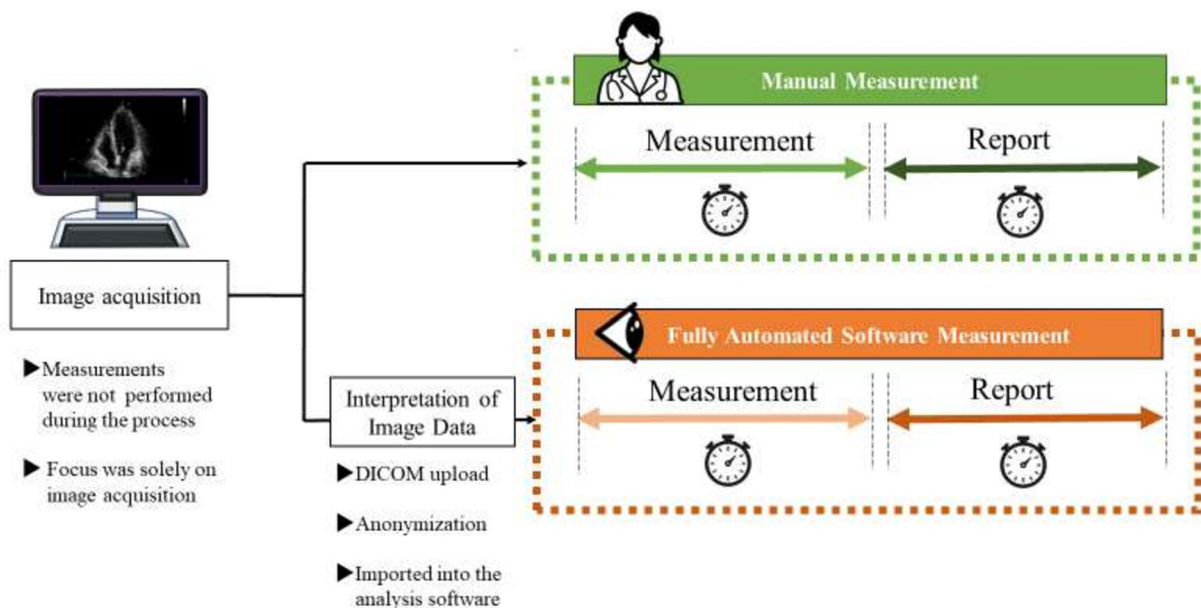 Manual Measurement
Measurement
Report
Image acquisition
▶Measurements
were not performed
during the process
▶ Focus was solely on
image acquisition
Interpretation of
Image Data
▶DICOM upload
▶Anonymization
▶Imported into the
analysis software
Fully Automated Software Measurement
Measurement
Report